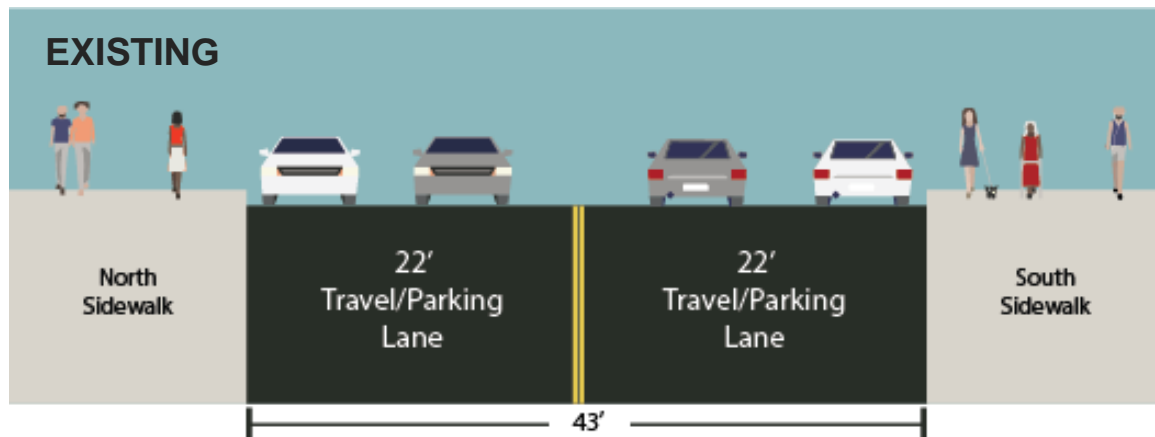 EXISTING
North
Sidewalk
22’
Travel/Parking
Lane
22’
Travel/Parking
Lane
South
Sidewalk
43’